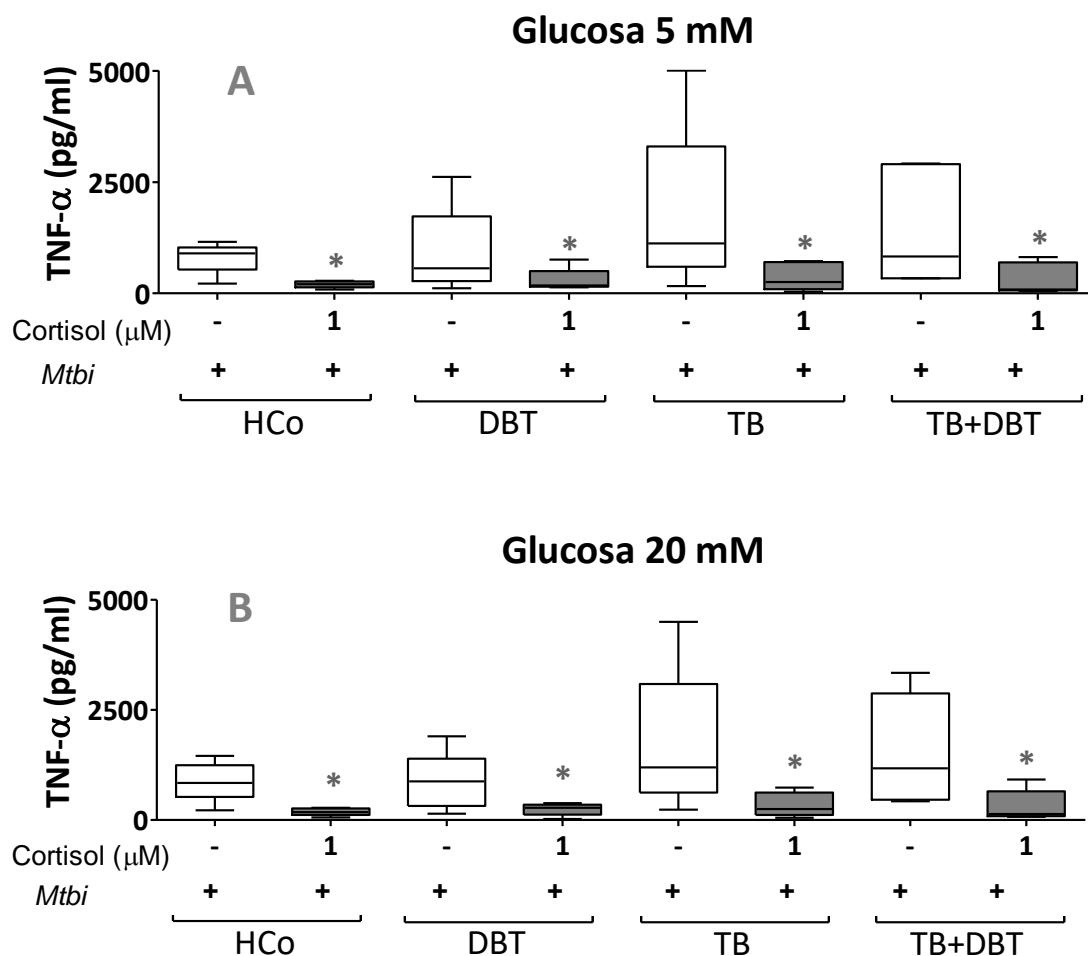 Glucosa 5 mM
A
TNF-α (pg/ml)
5000
2500
0
* * * *
Cortisol (μM) - 1 - 1 - 1 - 1
Mtbi + + + + + + + +
HCo DBT TB TB+DBT
Glucosa 20 mM
B
TNF-α (pg/ml)
5000
2500
0
* * * *
Cortisol (μM) - 1 - 1 - 1 - 1
Mtbi + + + + + + + +
HCo DBT TB TB+DBT